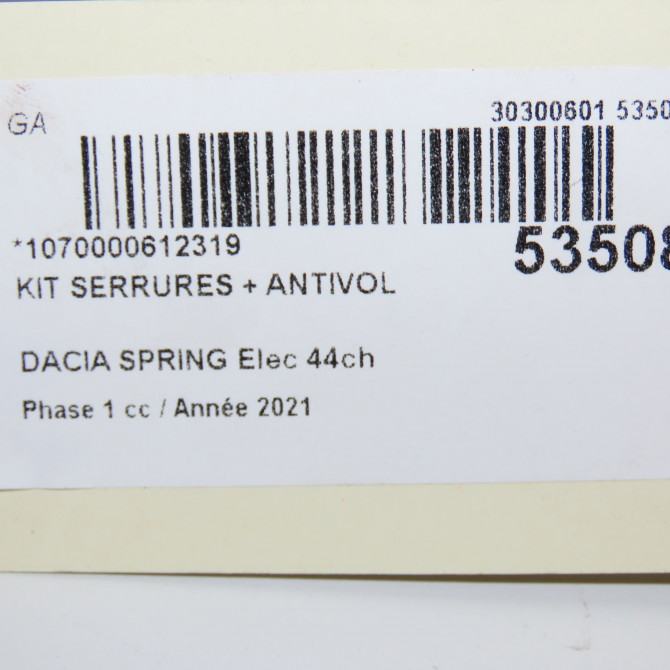 GA
30300601 5350
*1070000612319
53508
KIT SERRURES + ANTIVOL
DACIA SPRING Elec 44ch
Phase 1 cc / Année 2021